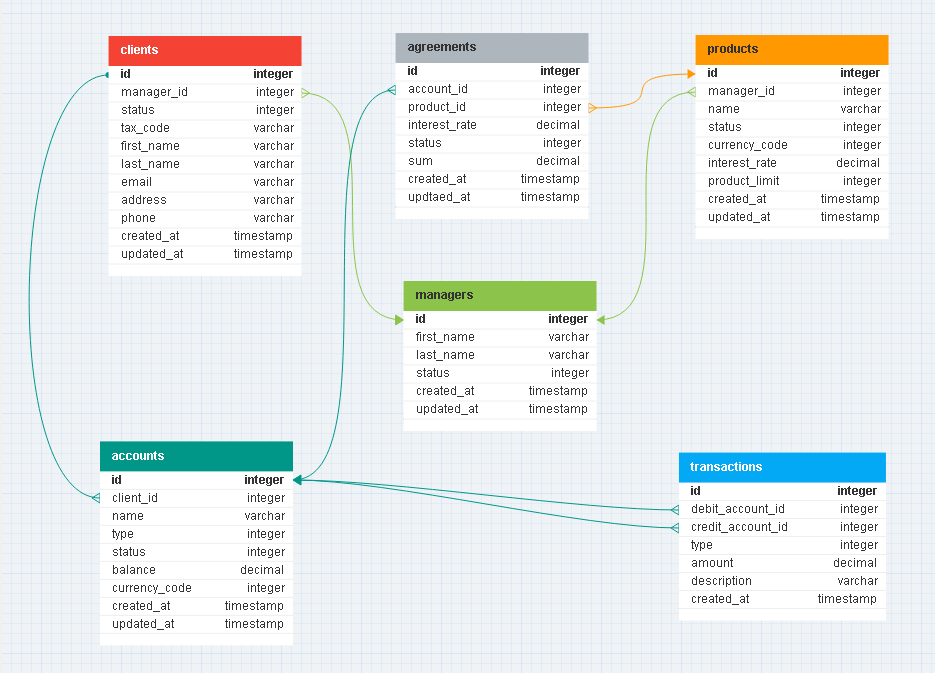 clients
id integer
manager_id integer
status integer
tax_code varchar
first_name varchar
last_name varchar
email varchar
address varchar
phone varchar
created_at timestamp
updated_at timestamp
agreements
id integer
account_id integer
product_id integer
interest_rate decimal
status integer
sum decimal
created_at timestamp
updtaed_at timestamp
products
id integer
manager_id integer
name varchar
status integer
currency_code integer
interest_rate decimal
product_limit integer
created_at timestamp
updated_at timestamp
managers
id integer
first_name varchar
last_name varchar
status integer
created_at timestamp
updated_at timestamp
accounts
id integer
client_id integer
name varchar
type integer
status integer
balance decimal
currency_code integer
created_at timestamp
updated_at timestamp
transactions
id integer
debit_account_id integer
credit_account_id integer
type integer
amount decimal
description varchar
created_at timestamp